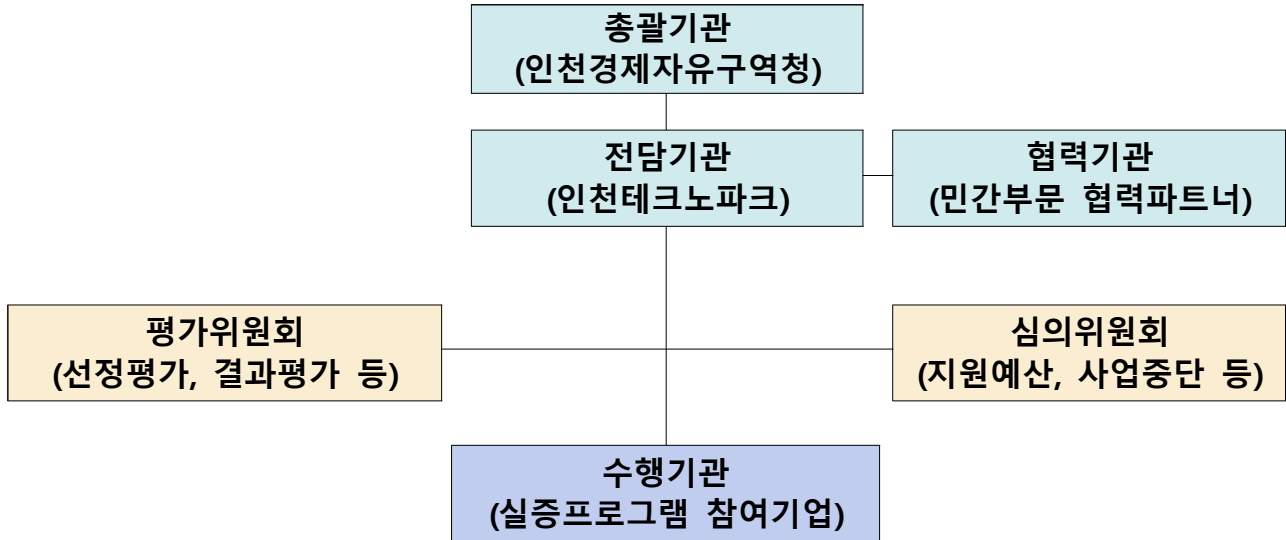 총괄기관
(인천경제자유구역청)
전담기관
(인천테크노파크)
협력기관
(민간부문 협력파트너)
평가위원회
(선정평가, 결과평가 등)
심의위원회
(지원예산, 사업중단 등)
수행기관
(실증프로그램 참여기업)